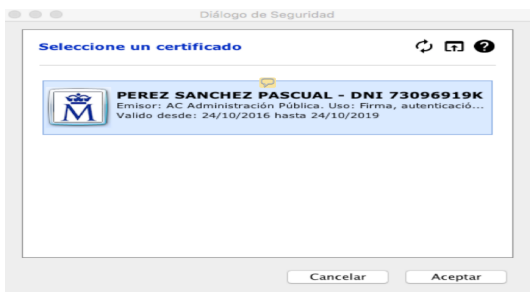 Diálogo de Seguridad
Seleccione un certificado
PEREZ SANCHEZ PASCUAL - DNI 73096919K
Emisor: AC Administración Pública. Uso: Firma, autenticació...
Valido desde: 24/10/2016 hasta 24/10/2019
Cancelar
Aceptar